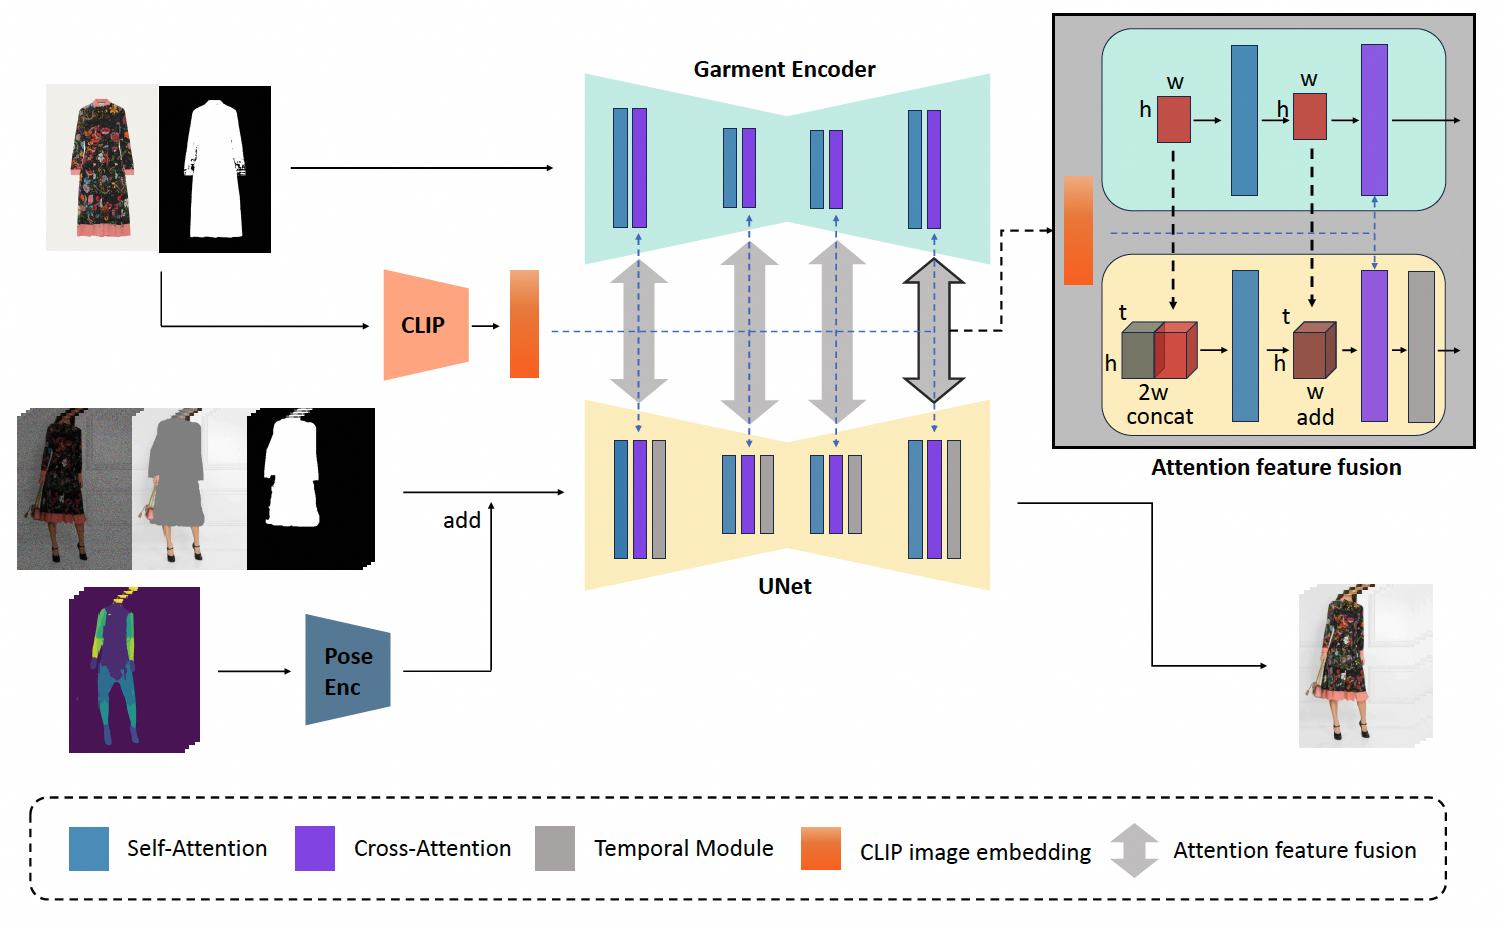 Garment Encoder
w
h
w
h
CLIP
t
h
2w
concat
t
h
w
add
Attention feature fusion
add
UNet
Pose
Enc
Self-Attention
Cross-Attention
Temporal Module
CLIP image embedding
Attention feature fusion